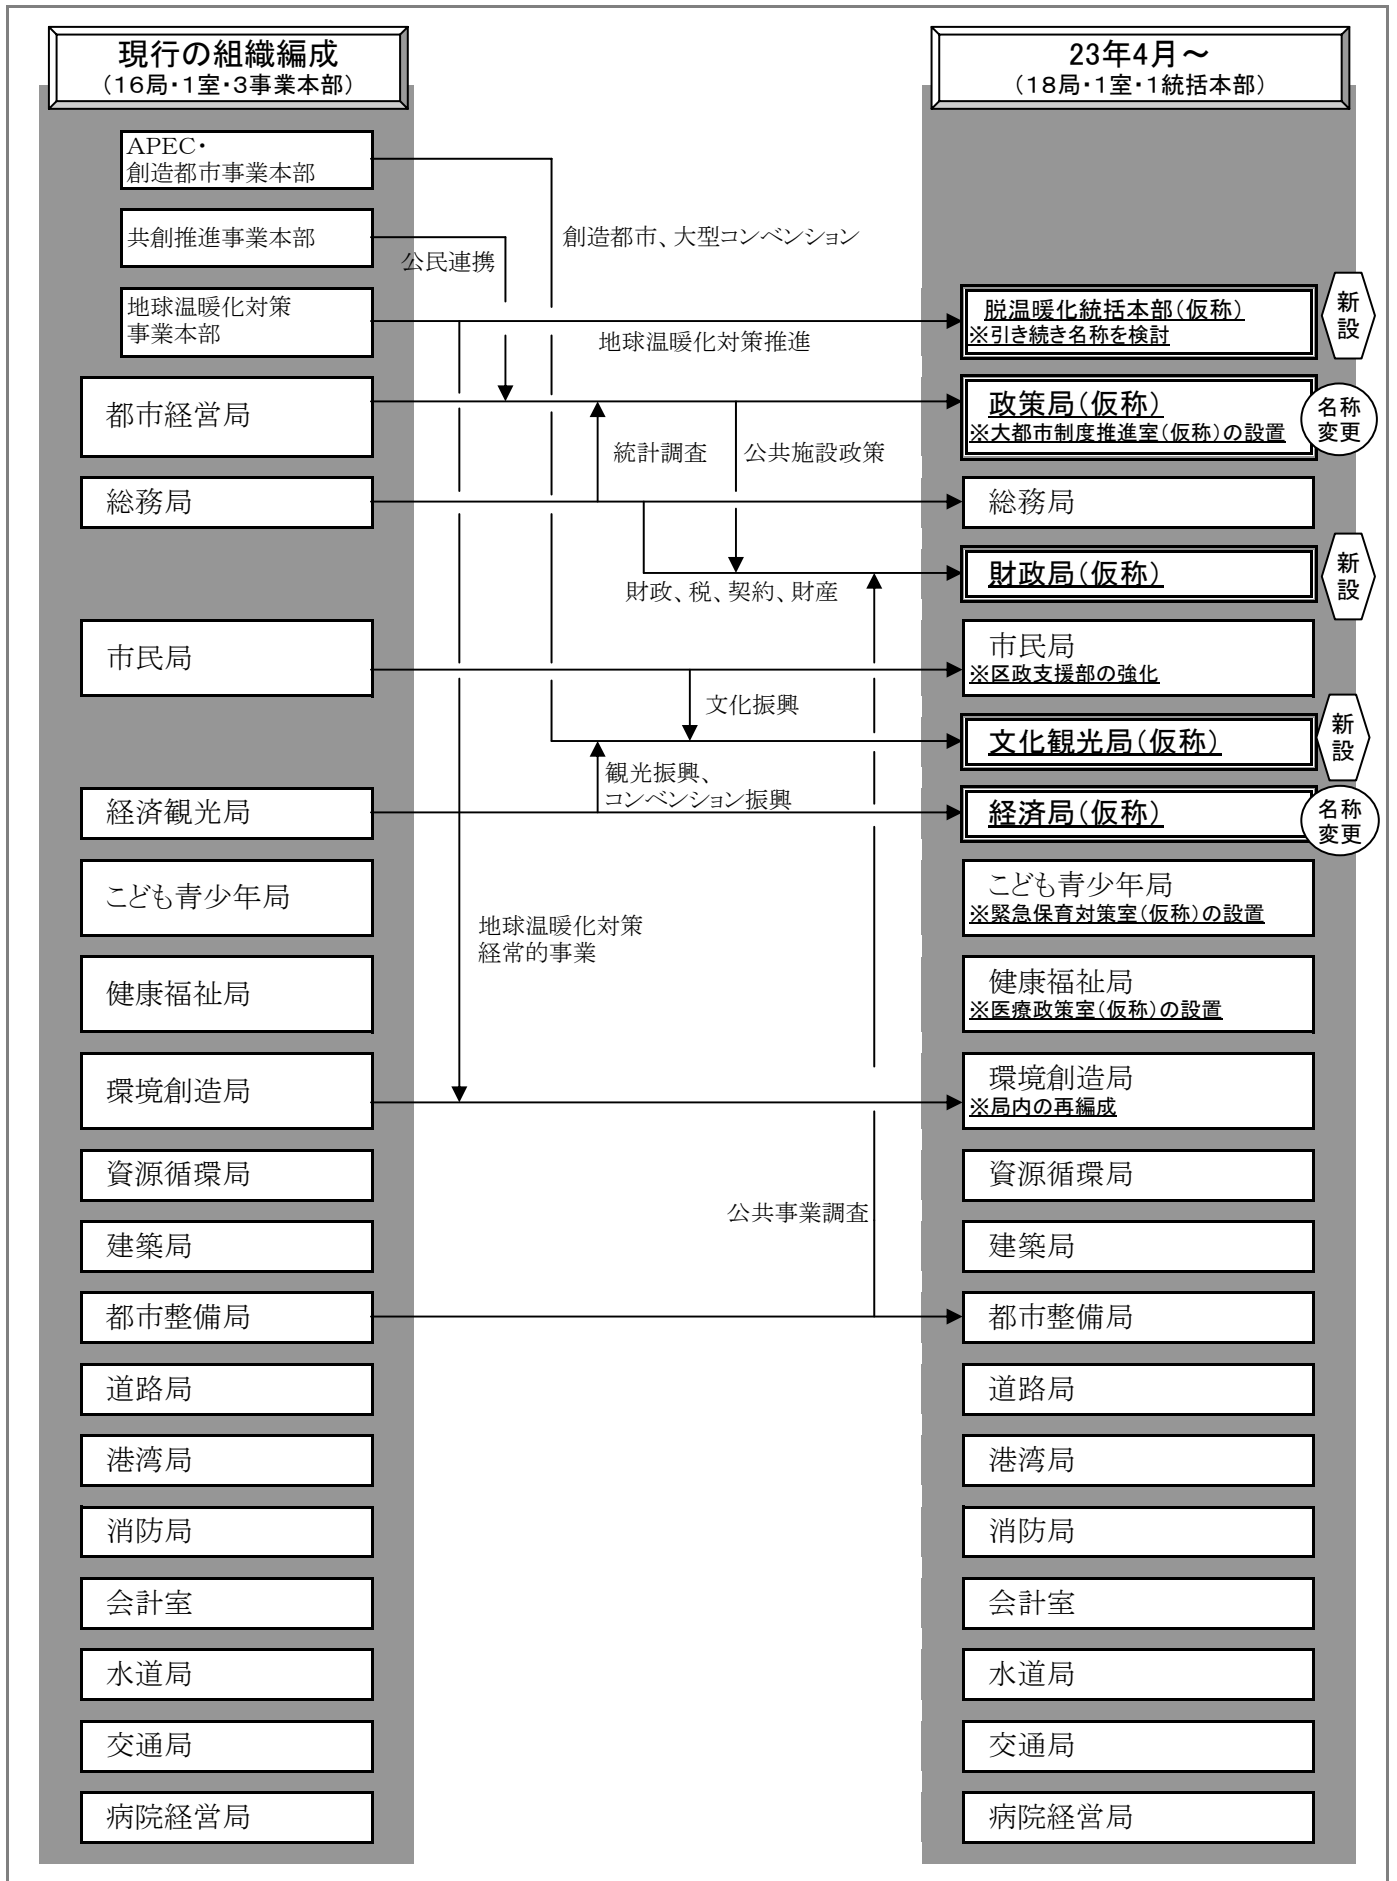 現行の組織編成
（16局・1室・3事業本部）
APEC・
創造都市事業本部
共創推進事業本部
地球温暖化対策
事業本部
都市経営局
総務局
市民局
経済観光局
こども青少年局
健康福祉局
環境創造局
資源循環局
建築局
都市整備局
道路局
港湾局
消防局
会計室
水道局
交通局
病院経営局
創造都市、大型コンベンション
公民連携
地球温暖化対策推進
統計調査
公共施設政策
財政、税、契約、財産
文化振興
観光振興、
コンベンション振興
地球温暖化対策
経常的事業
公共事業調査
23年4月～
（18局・1室・1統括本部）
脱温暖化統括本部（仮称）
※引き続き名称を検討
新
設
政策局（仮称）
※大都市制度推進室（仮称）の設置
名称
変更
総務局
財政局（仮称）
新
設
市民局
※区政支援部の強化
文化観光局（仮称）
新
設
経済局（仮称）
名称
変更
こども青少年局
※緊急保育対策室（仮称）の設置
健康福祉局
※医療政策室（仮称）の設置
環境創造局
※局内の再編成
資源循環局
建築局
都市整備局
道路局
港湾局
消防局
会計室
水道局
交通局
病院経営局